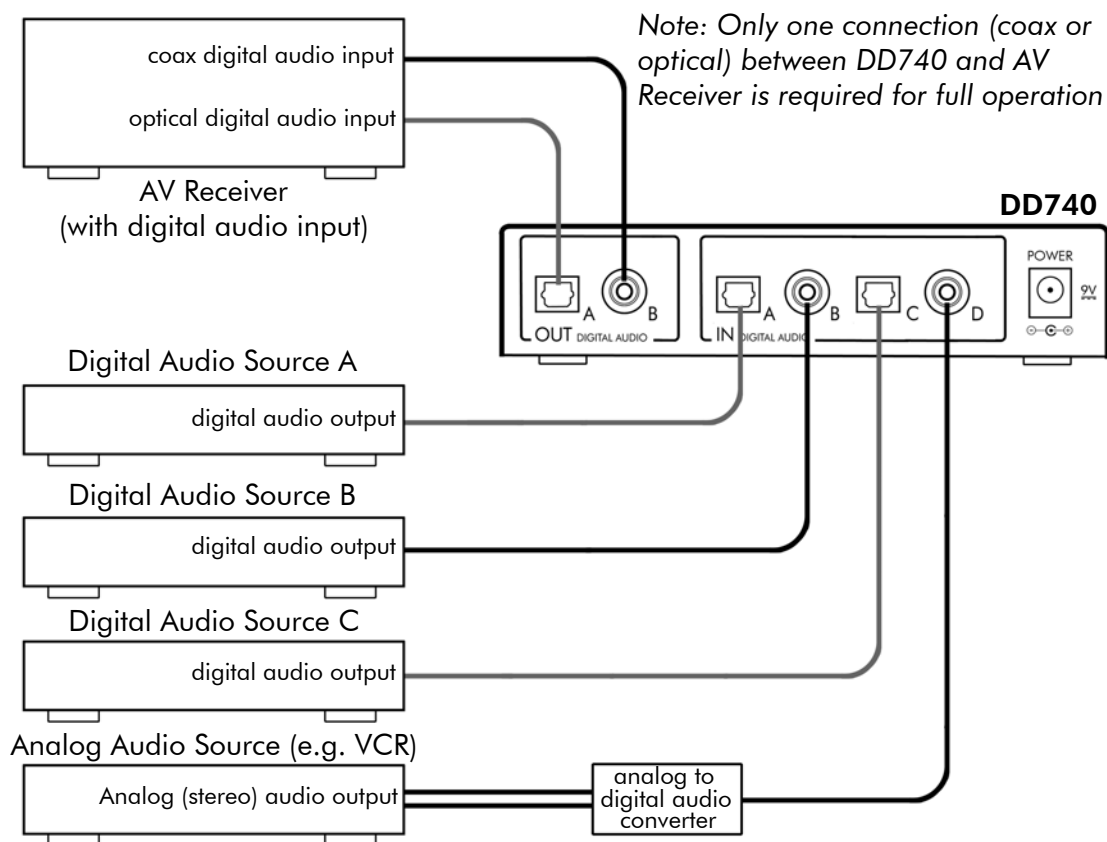 Note: Only one connection (coax or
optical) between DD740 and AV
Receiver is required for full operation
coax digital audio input
optical digital audio input
AV Receiver
(with digital audio input)
DD740
POWER
9V
A
B
OUT DIGITAL AUDIO
A
B
C
D
IN DIGITAL AUDIO
Digital Audio Source A
digital audio output
Digital Audio Source B
digital audio output
Digital Audio Source C
digital audio output
Analog Audio Source (e.g. VCR)
Analog (stereo) audio output
analog to
digital audio
converter